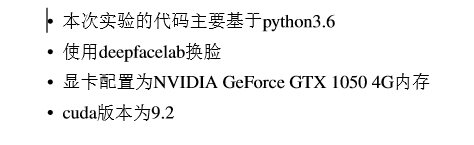 • 本次实验的代码主要基于python3.6
• 使用deepfacelab换脸
• 显卡配置为NVIDIA GeForce GTX 1050 4G内存
• cuda版本为9.2